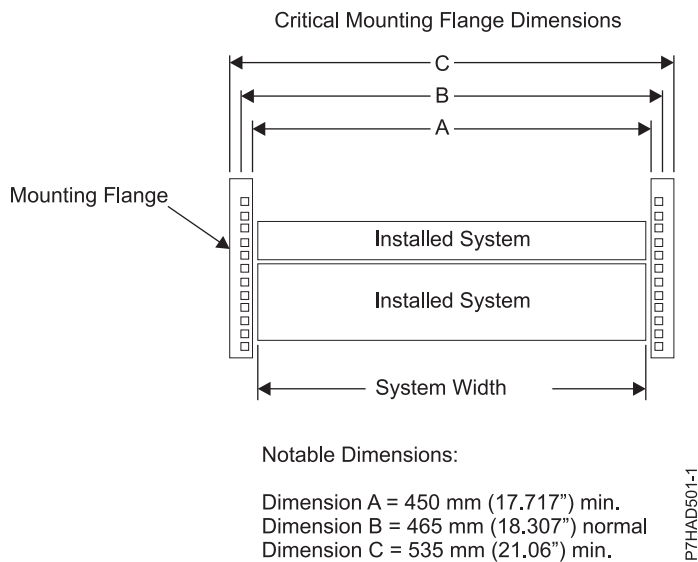 Critical Mounting Flange Dimensions
C
B
A
Mounting Flange
Installed System
Installed System
System Width
Notable Dimensions:
Dimension A = 450 mm (17.717”) min.
Dimension B = 465 mm (18.307”) normal
Dimension C = 535 mm (21.06”) min.
P7HAD501-1